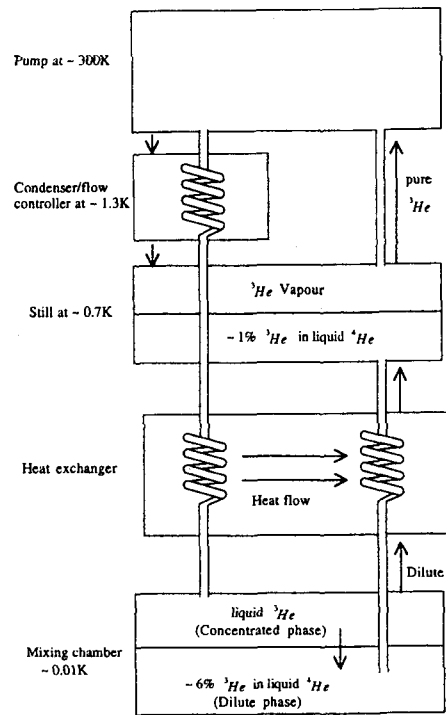 Pump at ~ 300K
Condenser/flow
controller at ~ 1.3K
pure
³He
³He Vapour
Still at ~ 0.7K
~1% ³He in liquid ⁴He
Heat exchanger
Heat flow
Dilute
liquid ³He
(Concentrated phase)
Mixing chamber
~ 0.01K
~6% ³He in liquid ⁴He
(Dilute phase)